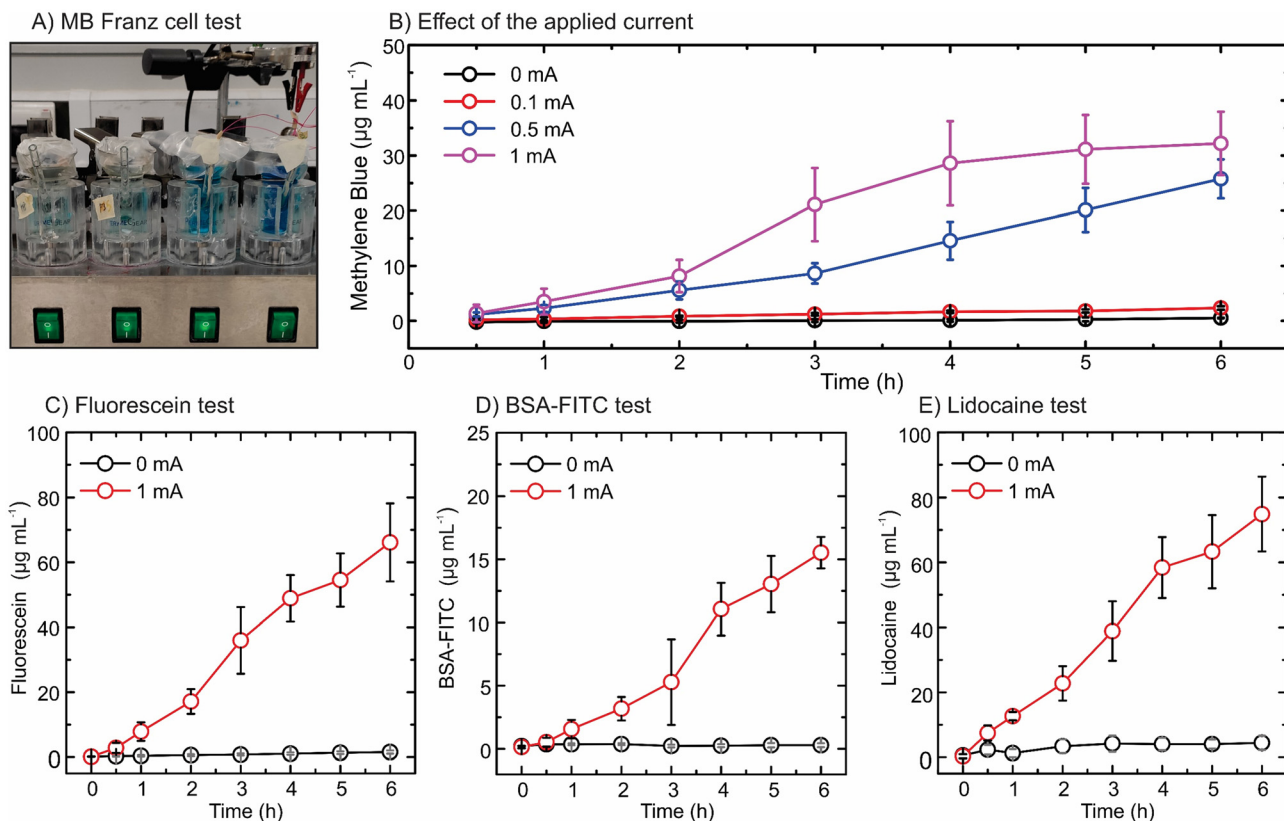 A) MB Franz cell test
B) Effect of the applied current
Methylene Blue (µg mL⁻¹)
50
40
30
20
10
0
0 mA
0.1 mA
0.5 mA
1 mA
0 1 2 3 4 5 6
Time (h)
C) Fluorescein test
Fluorescein (µg mL⁻¹)
100
80
60
40
20
0
0 mA
1 mA
0 1 2 3 4 5 6
Time (h)
D) BSA-FITC test
BSA-FITC (µg mL⁻¹)
25
20
15
10
5
0
0 mA
1 mA
0 1 2 3 4 5 6
Time (h)
E) Lidocaine test
Lidocaine (µg mL⁻¹)
100
80
60
40
20
0
0 mA
1 mA
0 1 2 3 4 5 6
Time (h)